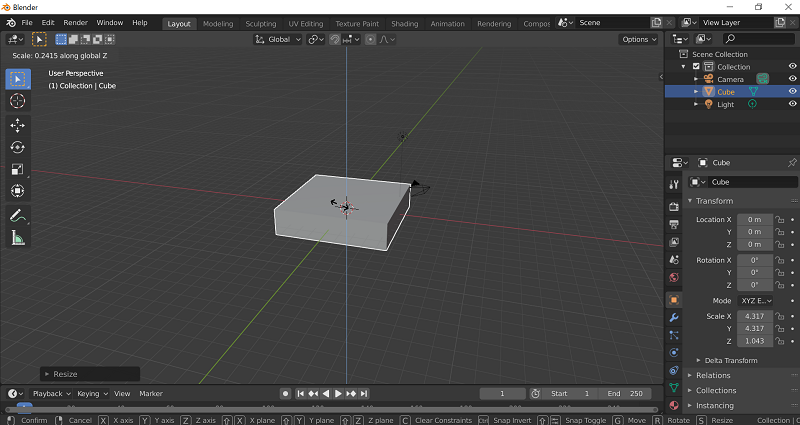 Blender
File Edit Render Window Help Layout Modeling Sculpting UV Editing Texture Paint Shading Animation Rendering Compos Scene View Layer
Global Options
Scale: 0.2415 along global Z
User Perspective
(1) Collection | Cube
Resize
Scene Collection
Collection
Camera
Cube
Light
Cube
Cube
Transform
Location X 0 m
Y 0 m
Z 0 m
Rotation X 0°
Y 0°
Z 0°
Mode XYZ E...
Scale X 4.317
Y 4.317
Z 1.043
Delta Transform
Relations
Collections
Instancing
Playback Keying View Marker 1 Start 1 End 250
Confirm Cancel X X axis Y Y axis Z Z axis X X plane Y Y plane Z Z plane C Clear Constraints Ctrl Snap Invert Snap Toggle G Move R Rotate S Resize Collection | C